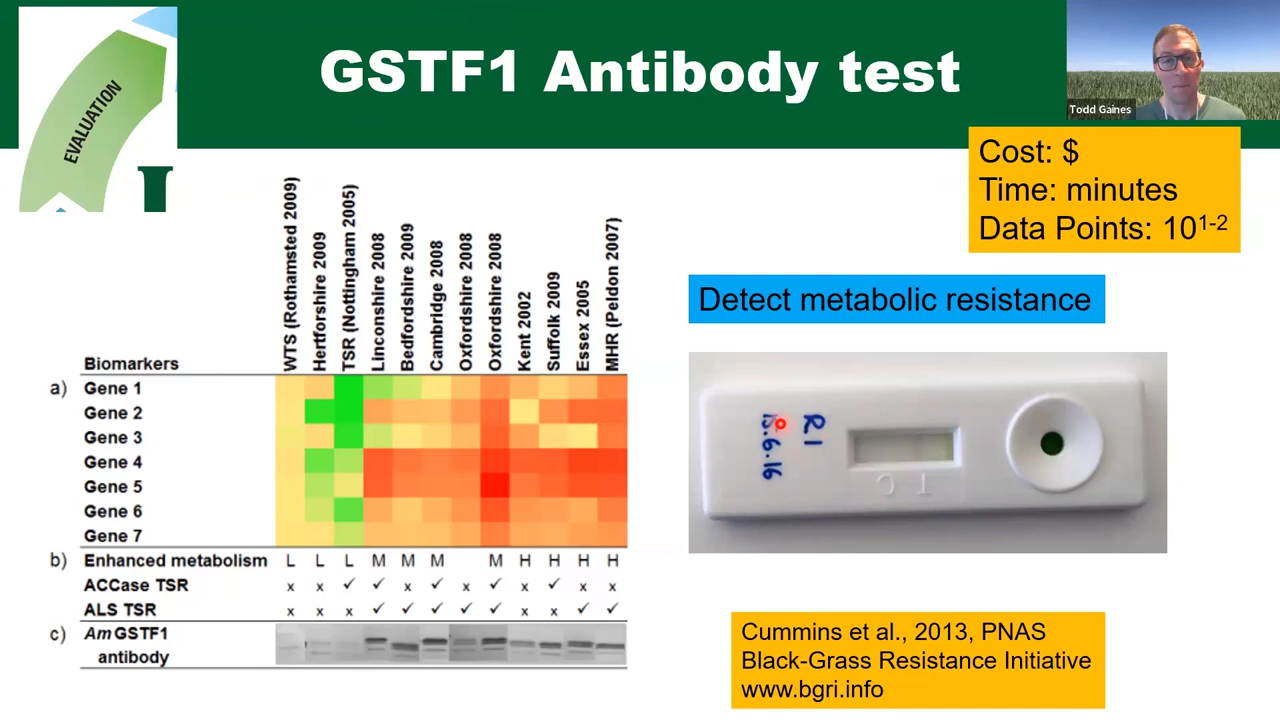 GSTF1 Antibody test
EVALUATION
Todd Gaines
Cost: $
Time: minutes
Data Points: 10¹⁻²
Detect metabolic resistance
WTS (Rothamsted 2009)
Hertforshire 2009
TSR (Nottingham 2005)
Linconshire 2008
Bedfordshire 2009
Cambridge 2008
Oxfordshire 2008
Oxfordshire 2008
Kent 2002
Suffolk 2009
Essex 2005
MHR (Peldon 2007)
Biomarkers
a) Gene 1
Gene 2
Gene 3
Gene 4
Gene 5
Gene 6
Gene 7
b) Enhanced metabolism L L L M M M M H H H H
ACCase TSR x x ✓ ✓ x ✓ x ✓ x ✓ x x
ALS TSR x x x ✓ ✓ ✓ ✓ ✓ x x ✓ ✓
c) Am GSTF1
antibody
R1
.6.16
T C
Cummins et al., 2013, PNAS
Black-Grass Resistance Initiative
www.bgri.info